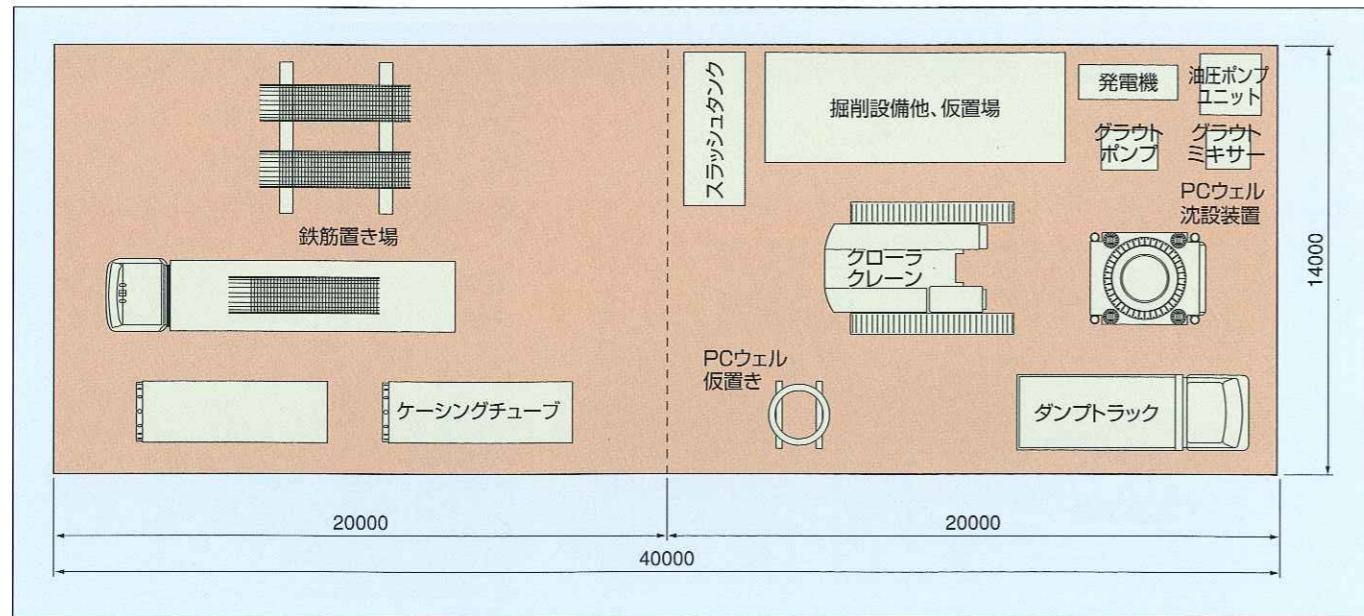 スラッシュタンク
掘削設備他、仮置場
発電機
油圧ポンプ
ユニット
グラウト
ポンプ
グラウト
ミキサー
PCウェル
沈設装置
鉄筋置き場
クローラ
クレーン
14000
PCウェル
仮置き
ケーシングチューブ
ダンプトラック
20000
20000
40000